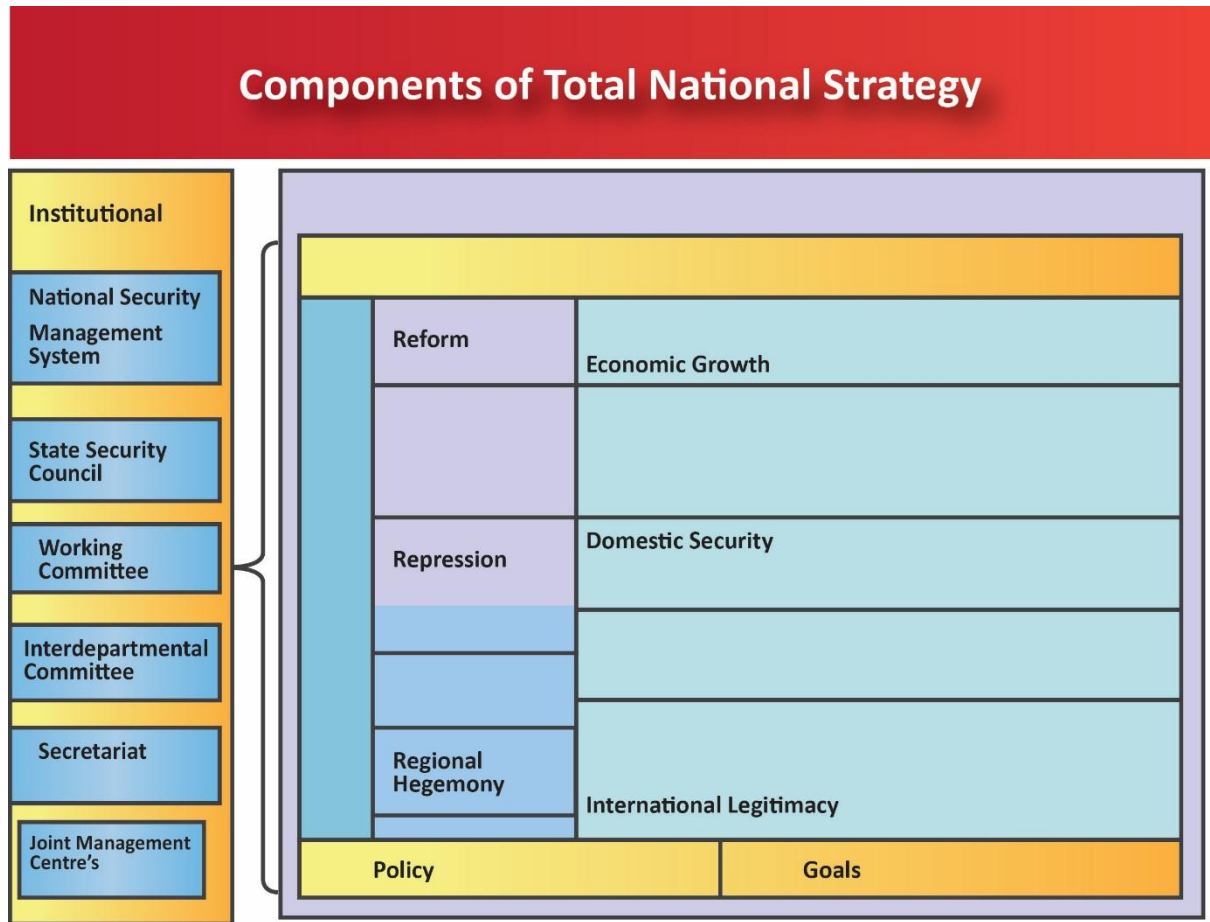 Components of Total National Strategy
Institutional
National Security
Management
System
State Security
Council
Working
Committee
Interdepartmental
Committee
Secretariat
Joint Management
Centre's
Reform
Economic Growth
Repression
Domestic Security
Regional
Hegemony
International Legitimacy
Policy
Goals